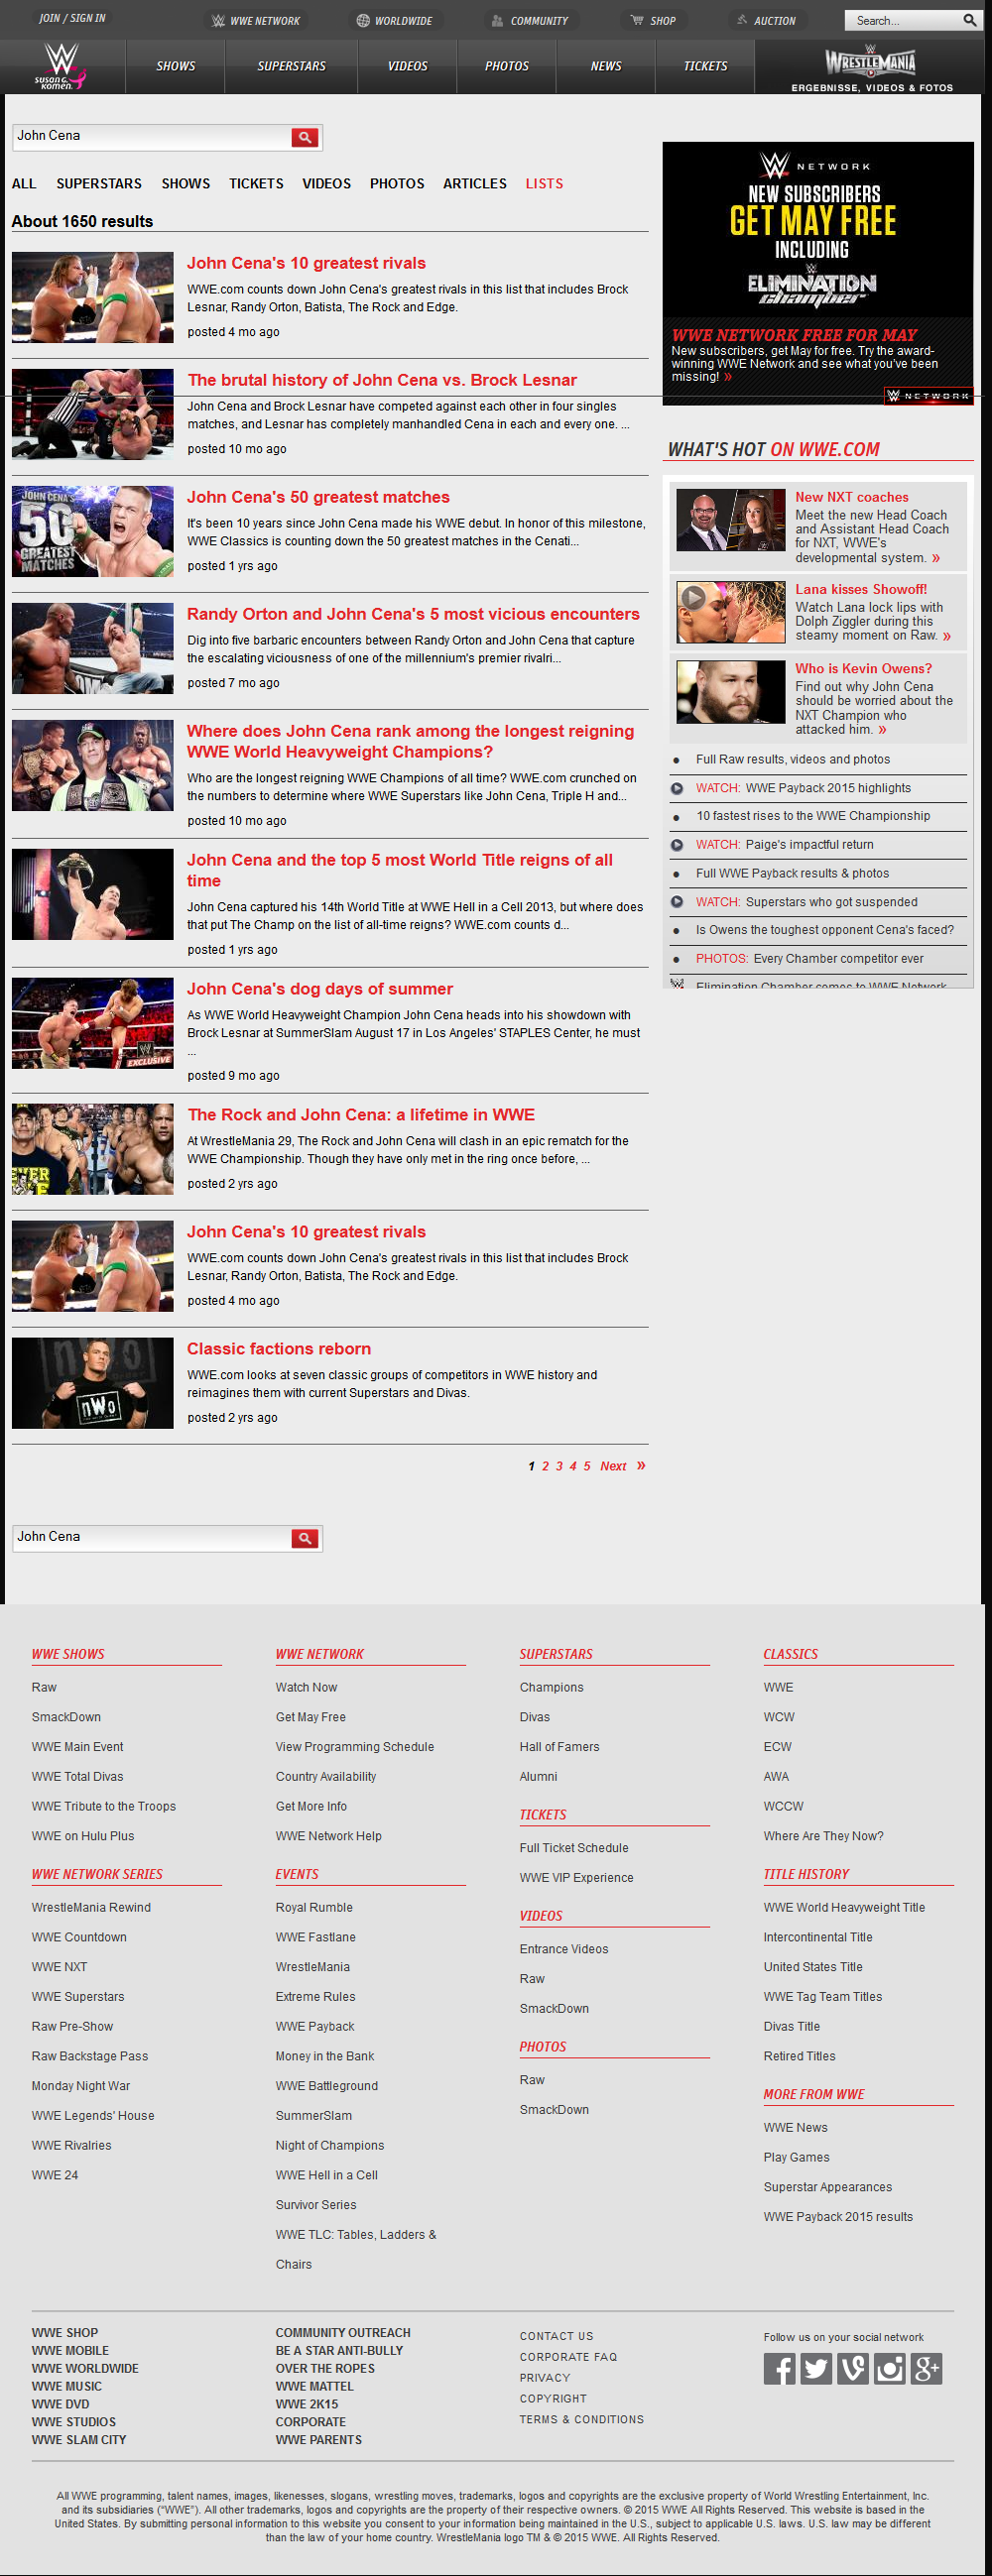 JOIN / SIGN IN
WWE NETWORK
WORLDWIDE
COMMUNITY
SHOP
AUCTION
Search...
susan g.
komen.
SHOWS
SUPERSTARS
VIDEOS
PHOTOS
NEWS
TICKETS
WRESTLEMANIA
ERGEBNISSE, VIDEOS & FOTOS
John Cena
ALL SUPERSTARS SHOWS TICKETS VIDEOS PHOTOS ARTICLES LISTS
About 1650 results
John Cena's 10 greatest rivals
WWE.com counts down John Cena's greatest rivals in this list that includes Brock
Lesnar, Randy Orton, Batista, The Rock and Edge.
posted 4 mo ago
The brutal history of John Cena vs. Brock Lesnar
John Cena and Brock Lesnar have competed against each other in four singles
matches, and Lesnar has completely manhandled Cena in each and every one. ...
posted 10 mo ago
JOHN CENA'S
50
GREATEST
MATCHES
John Cena's 50 greatest matches
It's been 10 years since John Cena made his WWE debut. In honor of this milestone,
WWE Classics is counting down the 50 greatest matches in the Cenati...
posted 1 yrs ago
Randy Orton and John Cena's 5 most vicious encounters
Dig into five barbaric encounters between Randy Orton and John Cena that capture
the escalating viciousness of one of the millennium's premier rivalri...
posted 7 mo ago
Where does John Cena rank among the longest reigning
WWE World Heavyweight Champions?
Who are the longest reigning WWE Champions of all time? WWE.com crunched on
the numbers to determine where WWE Superstars like John Cena, Triple H and...
posted 10 mo ago
John Cena and the top 5 most World Title reigns of all
time
John Cena captured his 14th World Title at WWE Hell in a Cell 2013, but where does
that put The Champ on the list of all-time reigns? WWE.com counts d...
posted 1 yrs ago
EXCLUSIVE
John Cena's dog days of summer
As WWE World Heavyweight Champion John Cena heads into his showdown with
Brock Lesnar at SummerSlam August 17 in Los Angeles' STAPLES Center, he must
...
posted 9 mo ago
The Rock and John Cena: a lifetime in WWE
At WrestleMania 29, The Rock and John Cena will clash in an epic rematch for the
WWE Championship. Though they have only met in the ring once before, ...
posted 2 yrs ago
John Cena's 10 greatest rivals
WWE.com counts down John Cena's greatest rivals in this list that includes Brock
Lesnar, Randy Orton, Batista, The Rock and Edge.
posted 4 mo ago
nWo
Classic factions reborn
WWE.com looks at seven classic groups of competitors in WWE history and
reimagines them with current Superstars and Divas.
posted 2 yrs ago
1 2 3 4 5 Next »
John Cena
NETWORK
NEW SUBSCRIBERS
GET MAY FREE
INCLUDING
ELIMINATION
CHAMBER
WWE NETWORK FREE FOR MAY
New subscribers, get May for free. Try the award-
winning WWE Network and see what you've been
missing! »
NETWORK
WHAT'S HOT ON WWE.COM
New NXT coaches
Meet the new Head Coach
and Assistant Head Coach
for NXT, WWE's
developmental system. »
Lana kisses Showoff!
Watch Lana lock lips with
Dolph Ziggler during this
steamy moment on Raw. »
Who is Kevin Owens?
Find out why John Cena
should be worried about the
NXT Champion who
attacked him. »
Full Raw results, videos and photos
WATCH: WWE Payback 2015 highlights
10 fastest rises to the WWE Championship
WATCH: Paige's impactful return
Full WWE Payback results & photos
WATCH: Superstars who got suspended
Is Owens the toughest opponent Cena's faced?
PHOTOS: Every Chamber competitor ever
Elimination Chamber comes to WWE Network
WWE SHOWS
Raw
SmackDown
WWE Main Event
WWE Total Divas
WWE Tribute to the Troops
WWE on Hulu Plus
WWE NETWORK SERIES
WrestleMania Rewind
WWE Countdown
WWE NXT
WWE Superstars
Raw Pre-Show
Raw Backstage Pass
Monday Night War
WWE Legends' House
WWE Rivalries
WWE 24
WWE NETWORK
Watch Now
Get May Free
View Programming Schedule
Country Availability
Get More Info
WWE Network Help
EVENTS
Royal Rumble
WWE Fastlane
WrestleMania
Extreme Rules
WWE Payback
Money in the Bank
WWE Battleground
SummerSlam
Night of Champions
WWE Hell in a Cell
Survivor Series
WWE TLC: Tables, Ladders &
Chairs
SUPERSTARS
Champions
Divas
Hall of Famers
Alumni
TICKETS
Full Ticket Schedule
WWE VIP Experience
VIDEOS
Entrance Videos
Raw
SmackDown
PHOTOS
Raw
SmackDown
CLASSICS
WWE
WCW
ECW
AWA
WCCW
Where Are They Now?
TITLE HISTORY
WWE World Heavyweight Title
Intercontinental Title
United States Title
WWE Tag Team Titles
Divas Title
Retired Titles
MORE FROM WWE
WWE News
Play Games
Superstar Appearances
WWE Payback 2015 results
WWE SHOP
WWE MOBILE
WWE WORLDWIDE
WWE MUSIC
WWE DVD
WWE STUDIOS
WWE SLAM CITY
COMMUNITY OUTREACH
BE A STAR ANTI-BULLY
OVER THE ROPES
WWE MATTEL
WWE 2K15
CORPORATE
WWE PARENTS
CONTACT US
CORPORATE FAQ
PRIVACY
COPYRIGHT
TERMS & CONDITIONS
Follow us on your social network
All WWE programming, talent names, images, likenesses, slogans, wrestling moves, trademarks, logos and copyrights are the exclusive property of World Wrestling Entertainment, Inc.
and its subsidiaries (“WWE”). All other trademarks, logos and copyrights are the property of their respective owners. © 2015 WWE All Rights Reserved. This website is based in the
United States. By submitting personal information to this website you consent to your information being maintained in the U.S., subject to applicable U.S. laws. U.S. law may be different
than the law of your home country. WrestleMania logo TM & © 2015 WWE. All Rights Reserved.